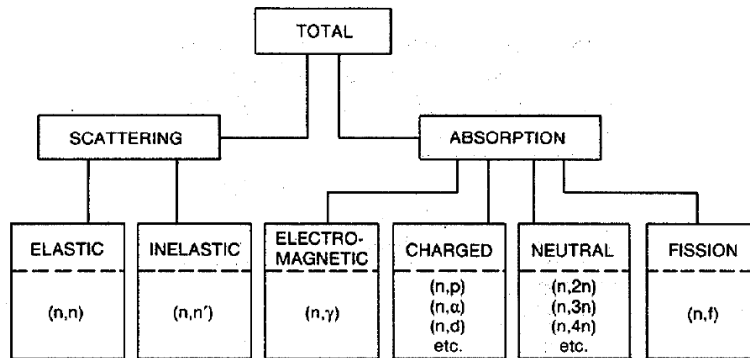 TOTAL
SCATTERING
ABSORPTION
ELASTIC
(n,n)
INELASTIC
(n,n′)
ELECTRO-
MAGNETIC
(n,γ)
CHARGED
(n,p)
(n,α)
(n,d)
etc.
NEUTRAL
(n,2n)
(n,3n)
(n,4n)
etc.
FISSION
(n,f)